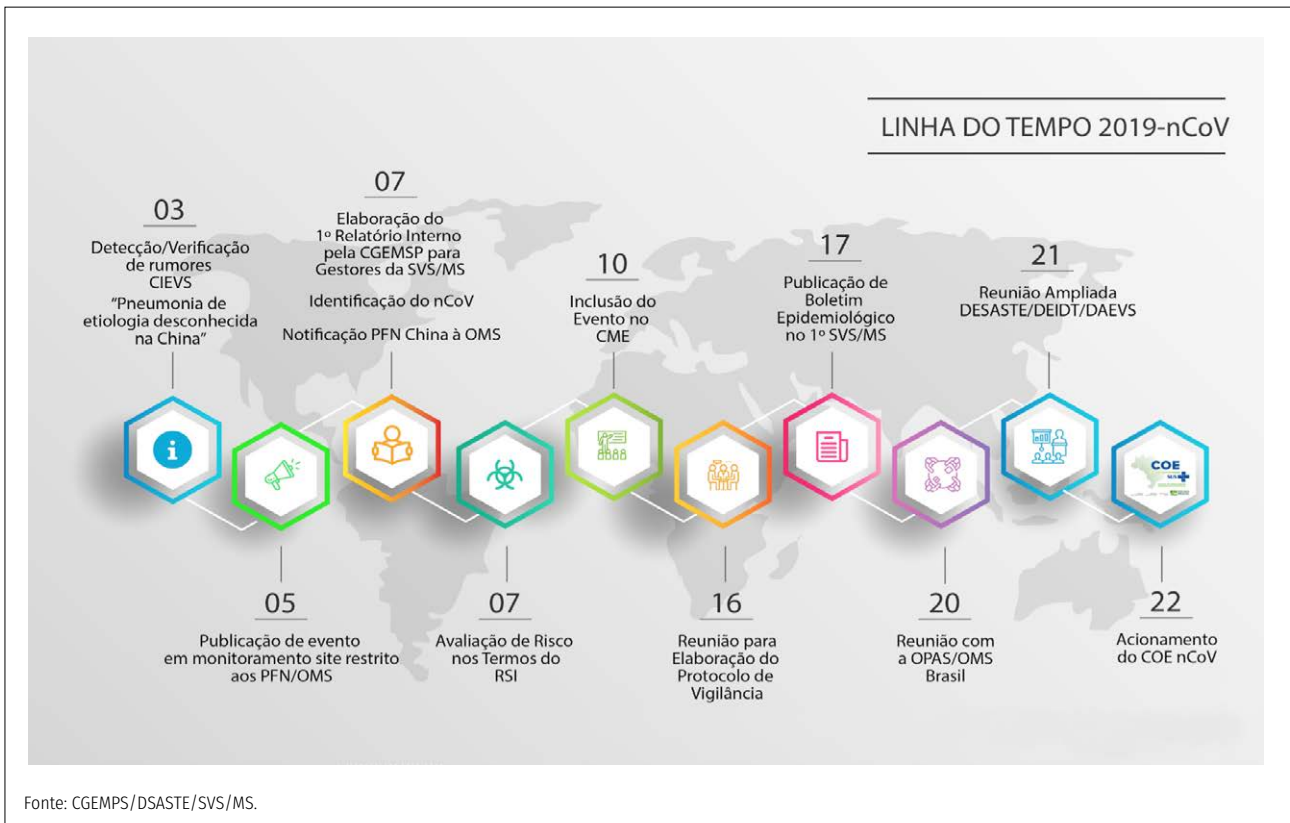 LINHA DO TEMPO 2019-nCoV
03
Detecção/Verificação
de rumores
CIEVS
"Pneumonia de
etiologia desconhecida
na China"
05
Publicação de evento
em monitoramento site restrito
aos PFN/OMS
07
Elaboração do
1º Relatório Interno
pela CGEMSP para
Gestores da SVS/MS
Identificação do nCoV
Notificação PFN China à OMS
07
Avaliação de Risco
nos Termos do
RSI
10
Inclusão do
Evento no
CME
16
Reunião para
Elaboração do
Protocolo de
Vigilância
17
Publicação de
Boletim
Epidemiológico
no 1º SVS/MS
20
Reunião com
a OPAS/OMS
Brasil
21
Reunião Ampliada
DESASTE/DEIDT/DAEVS
COE
22
Acionamento
do COE nCoV
Fonte: CGEMPS/DSASTE/SVS/MS.